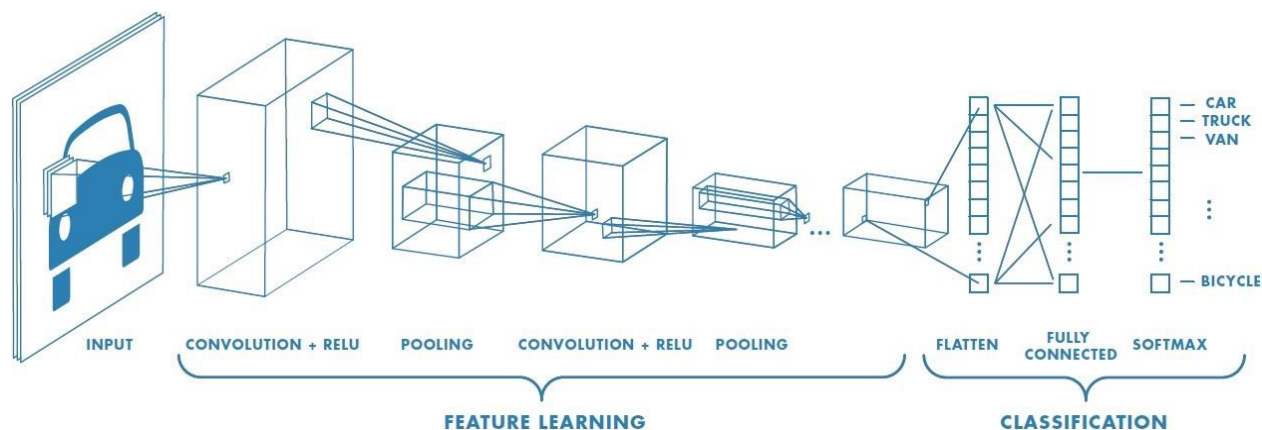 CAR
TRUCK
VAN
BICYCLE
INPUT
CONVOLUTION + RELU
POOLING
CONVOLUTION + RELU
POOLING
FLATTEN
FULLY
CONNECTED
SOFTMAX
FEATURE LEARNING
CLASSIFICATION